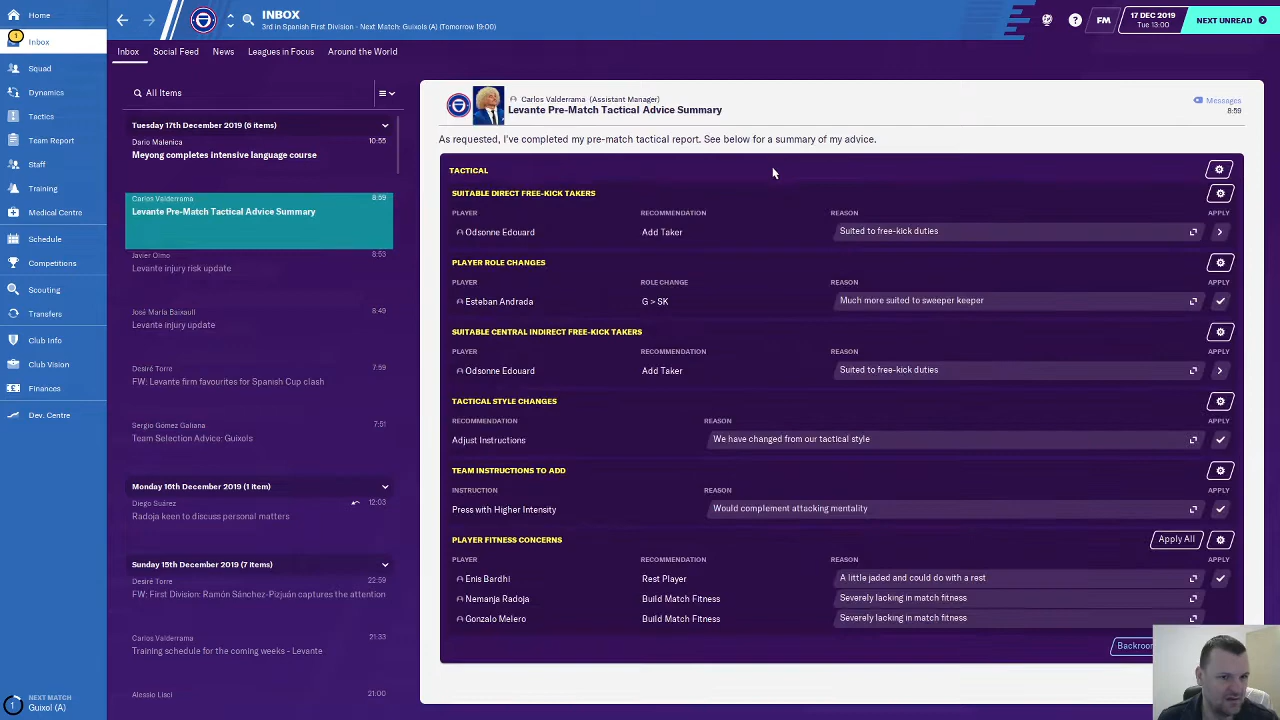 INBOX
3rd in Spanish First Division - Next Match: Guixols (A) (Tomorrow 19:00)
FM
17 DEC 2019
Tue 13:00
NEXT UNREAD
Home
1
Inbox
Squad
Dynamics
Tactics
Team Report
Staff
Training
Medical Centre
Schedule
Competitions
Scouting
Transfers
Club Info
Club Vision
Finances
Dev. Centre
1
NEXT MATCH
Guixol (A)
Inbox
Social Feed
News
Leagues in Focus
Around the World
All Items
Tuesday 17th December 2019 (6 items)
Dario Malenica 10:55
Meyong completes intensive language course
Carlos Valderrama 8:59
Levante Pre-Match Tactical Advice Summary
Javier Olmo 8:53
Levante injury risk update
José María Baixauli 8:49
Levante injury update
Desiré Torre 7:59
FW: Levante firm favourites for Spanish Cup clash
Sergio Gómez Galiana 7:51
Team Selection Advice: Guixols
Monday 16th December 2019 (1 item)
Diego Suárez 12:03
Radoja keen to discuss personal matters
Sunday 15th December 2019 (7 items)
Desiré Torre 22:59
FW: First Division: Ramón Sánchez-Pizjuán captures the attention
Carlos Valderrama 21:33
Training schedule for the coming weeks - Levante
Alessio Lisci 21:00
Carlos Valderrama (Assistant Manager)
Levante Pre-Match Tactical Advice Summary
Messages
8:59
As requested, I've completed my pre-match tactical report. See below for a summary of my advice.
TACTICAL
SUITABLE DIRECT FREE-KICK TAKERS
PLAYER RECOMMENDATION REASON APPLY
Odsonne Edouard Add Taker Suited to free-kick duties
PLAYER ROLE CHANGES
PLAYER ROLE CHANGE REASON APPLY
Esteban Andrada G > SK Much more suited to sweeper keeper
SUITABLE CENTRAL INDIRECT FREE-KICK TAKERS
PLAYER RECOMMENDATION REASON APPLY
Odsonne Edouard Add Taker Suited to free-kick duties
TACTICAL STYLE CHANGES
RECOMMENDATION REASON APPLY
Adjust Instructions We have changed from our tactical style
TEAM INSTRUCTIONS TO ADD
INSTRUCTION REASON APPLY
Press with Higher Intensity Would complement attacking mentality
PLAYER FITNESS CONCERNS Apply All
PLAYER RECOMMENDATION REASON APPLY
Enis Bardhi Rest Player A little jaded and could do with a rest
Nemanja Radoja Build Match Fitness Severely lacking in match fitness
Gonzalo Melero Build Match Fitness Severely lacking in match fitness